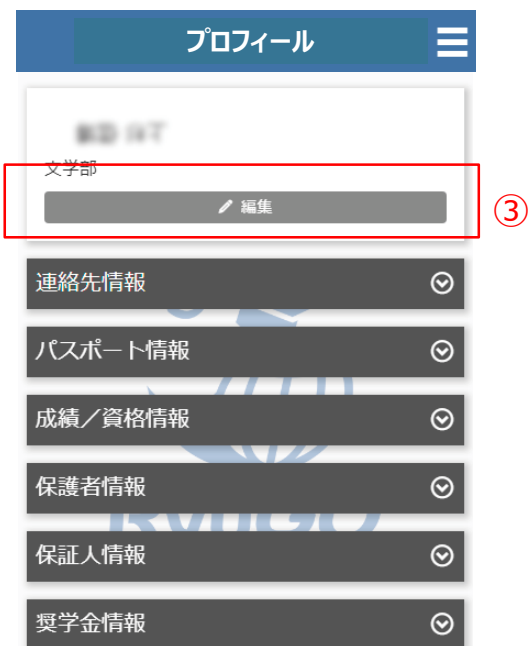 プロフィール
文学部
編集
③
連絡先情報
パスポート情報
成績／資格情報
保護者情報
保証人情報
奨学金情報